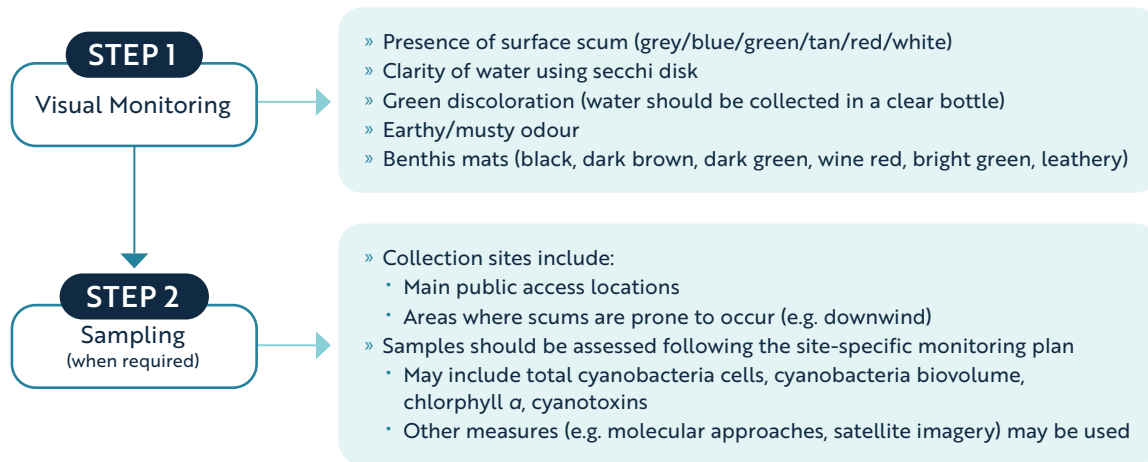 STEP 1
Visual Monitoring
» Presence of surface scum (grey/blue/green/tan/red/white)
» Clarity of water using secchi disk
» Green discoloration (water should be collected in a clear bottle)
» Earthy/musty odour
» Benthis mats (black, dark brown, dark green, wine red, bright green, leathery)
STEP 2
Sampling
(when required)
» Collection sites include:
· Main public access locations
· Areas where scums are prone to occur (e.g. downwind)
» Samples should be assessed following the site-specific monitoring plan
· May include total cyanobacteria cells, cyanobacteria biovolume,
chlorophyll a, cyanotoxins
· Other measures (e.g. molecular approaches, satellite imagery) may be used